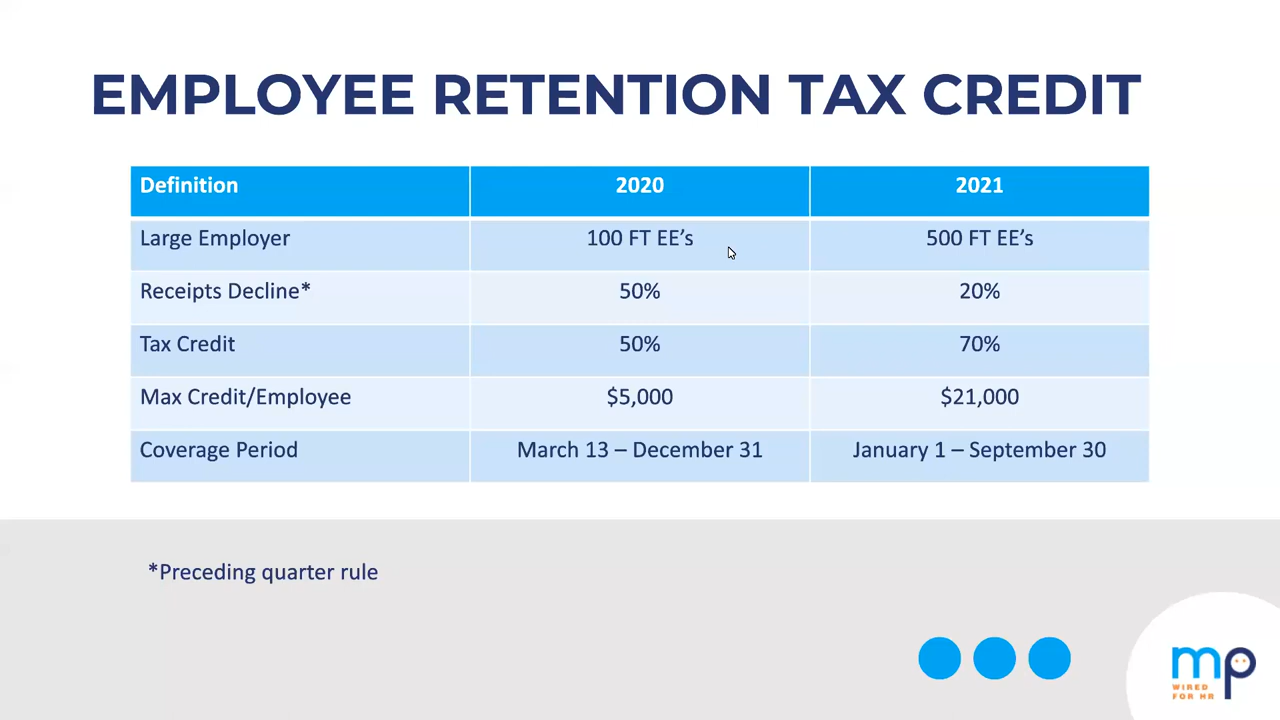 EMPLOYEE RETENTION TAX CREDIT
Definition 2020 2021
Large Employer 100 FT EE’s 500 FT EE’s
Receipts Decline* 50% 20%
Tax Credit 50% 70%
Max Credit/Employee $5,000 $21,000
Coverage Period March 13 – December 31 January 1 – September 30
*Preceding quarter rule
mp
WIRED
FOR HR